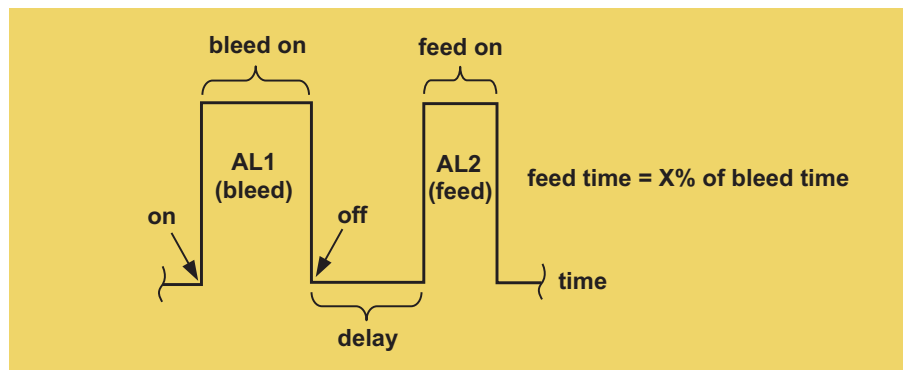 bleed on
feed on
AL1
(bleed)
AL2
(feed)
feed time = X% of bleed time
on
off
time
delay